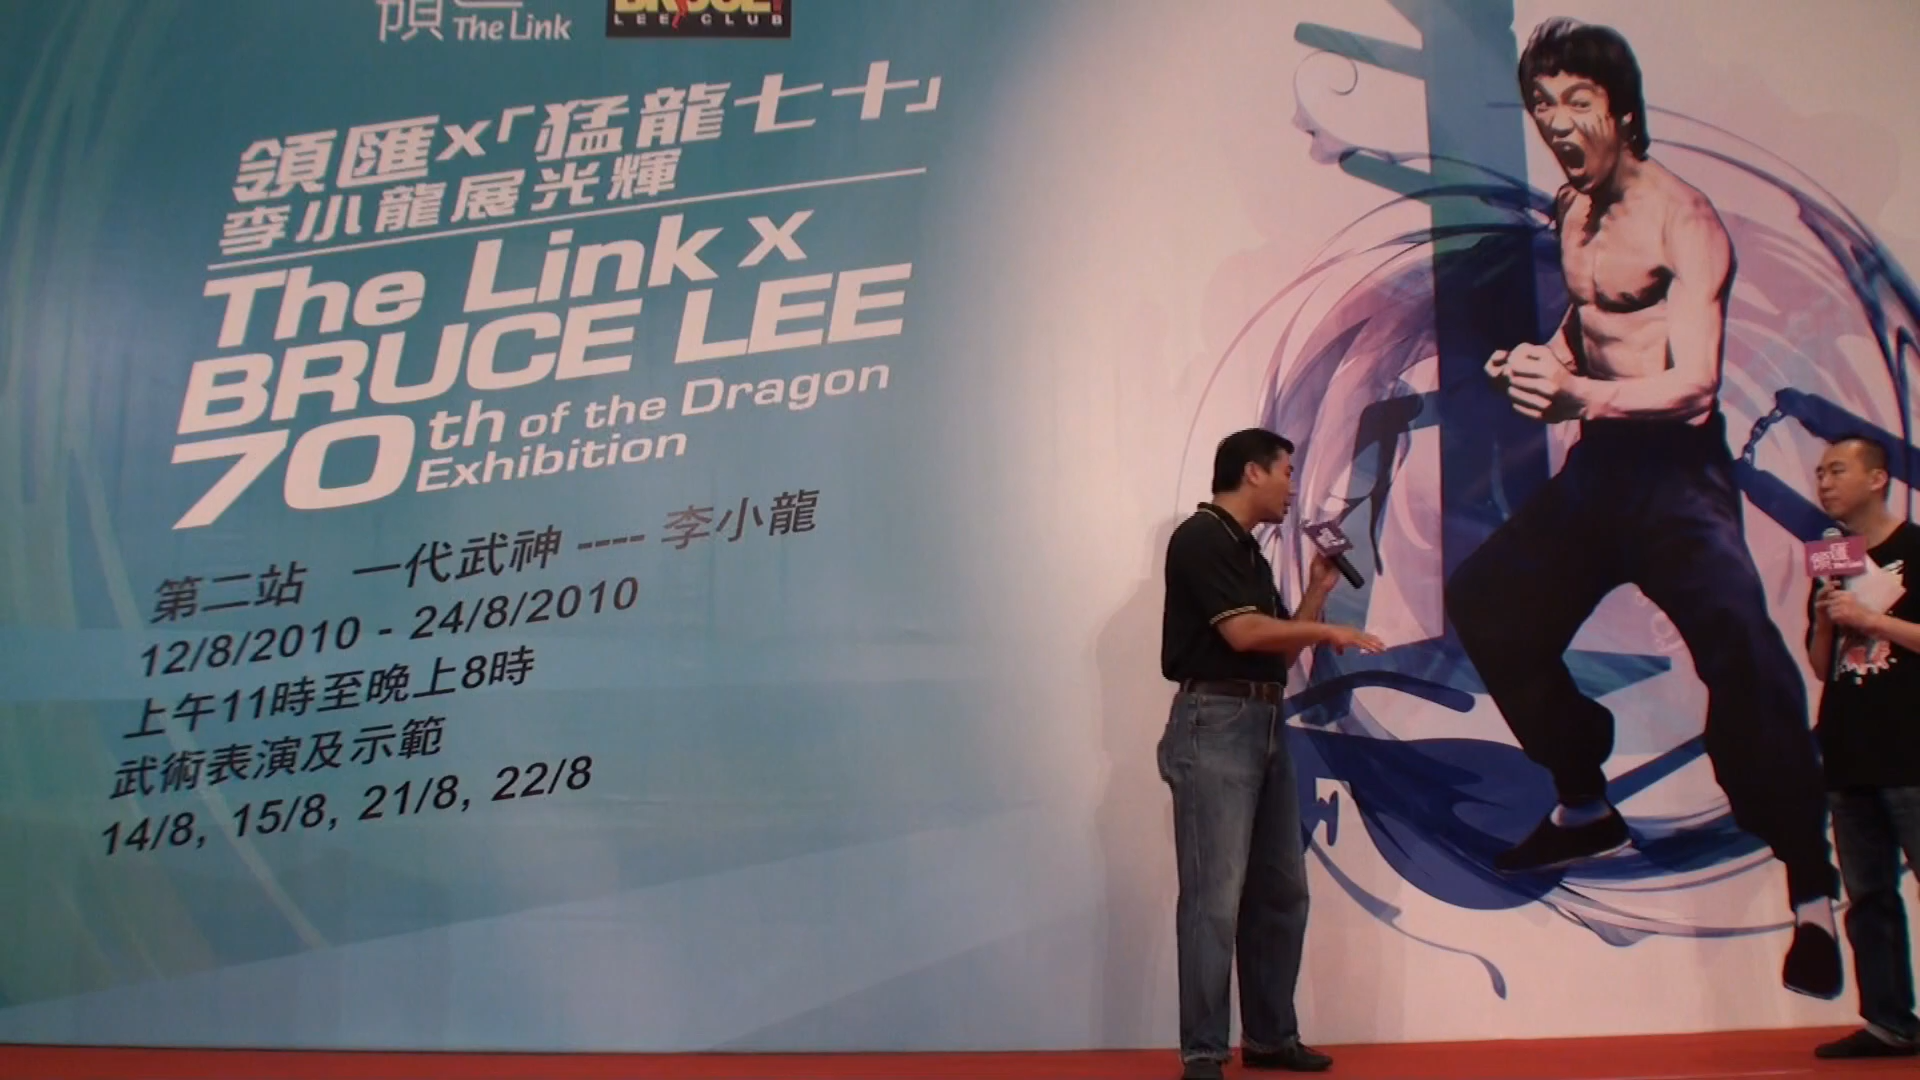 The Link
LEE CLUB
領匯x「猛龍七十」
李小龍展光輝
The Link x
BRUCE LEE
70th of the Dragon
Exhibition
第二站 一代武神 ---- 李小龍
12/8/2010 - 24/8/2010
上午11時至晚上8時
武術表演及示範
14/8, 15/8, 21/8, 22/8
領匯